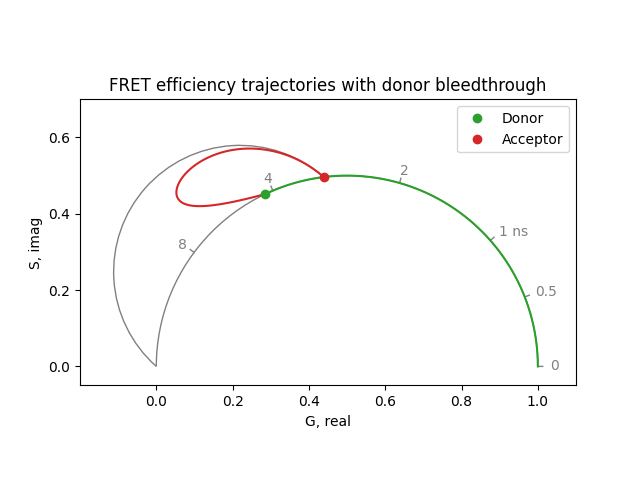 FRET efficiency trajectories with donor bleedthrough
Donor
Acceptor
0.6
0.4
0.2
0.0
S, imag
4
2
8
1 ns
0.5
0
0.0
0.2
0.4
0.6
0.8
1.0
G, real